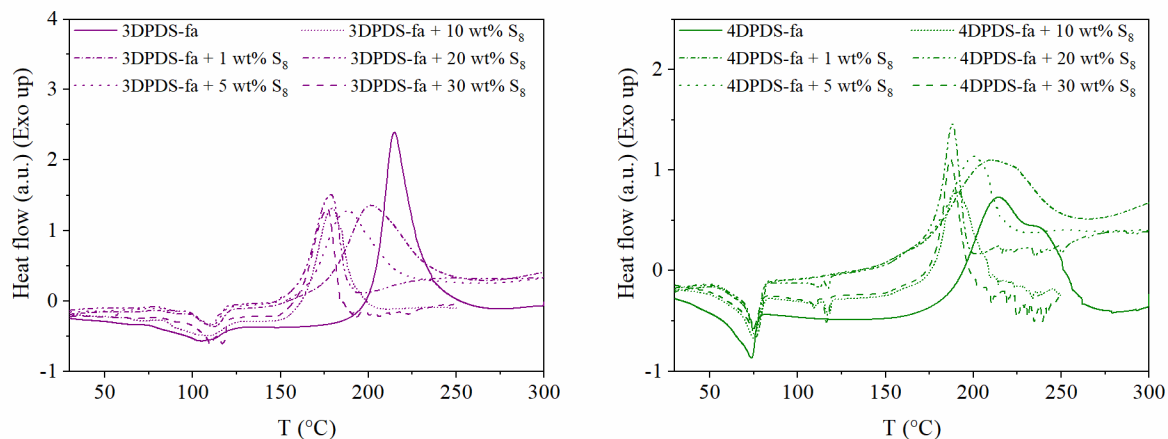 4
3
2
1
0
-1
Heat flow (a.u.) (Exo up)
3DPDS-fa
3DPDS-fa + 10 wt% S₈
3DPDS-fa + 1 wt% S₈
3DPDS-fa + 20 wt% S₈
3DPDS-fa + 5 wt% S₈
3DPDS-fa + 30 wt% S₈
50 100 150 200 250 300
T (°C)
2
1
0
-1
Heat flow (a.u.) (Exo up)
4DPDS-fa
4DPDS-fa + 10 wt% S₈
4DPDS-fa + 1 wt% S₈
4DPDS-fa + 20 wt% S₈
4DPDS-fa + 5 wt% S₈
4DPDS-fa + 30 wt% S₈
50 100 150 200 250 300
T (°C)